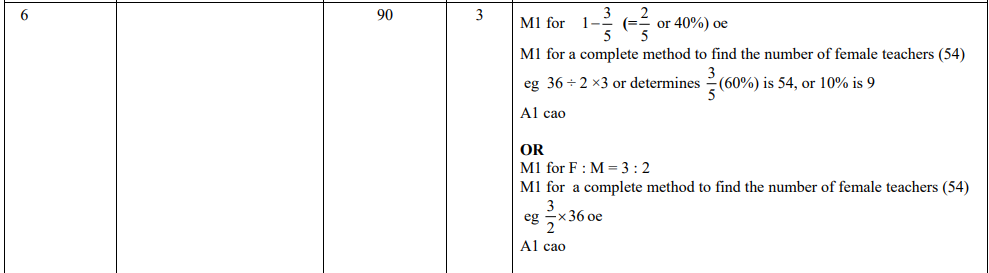 6 90 3 M1 for 1−3/5 (=2/5 or 40%) oe
M1 for a complete method to find the number of female teachers (54)
eg 36 ÷ 2 ×3 or determines 3/5 (60%) is 54, or 10% is 9
A1 cao
OR
M1 for F : M = 3 : 2
M1 for a complete method to find the number of female teachers (54)
eg 3/2 × 36 oe
A1 cao